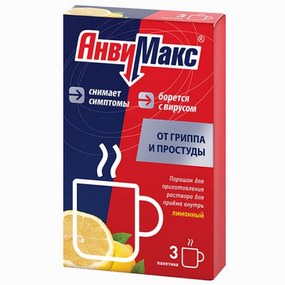 АнвиМакс®
снимает симптомы
борется с вирусом
ОТ ГРИППА
И ПРОСТУДЫ
Порошок для
приготовления
раствора для
приёма внутрь
лимонный
3
пакетика